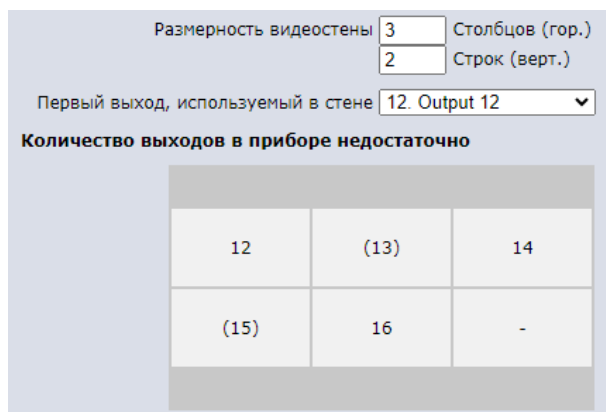 Размерность видеостены 3 Столбцов (гор.)
2 Строк (верт.)
Первый выход, используемый в стене 12. Output 12
Количество выходов в приборе недостаточно
12 (13) 14
(15) 16 -